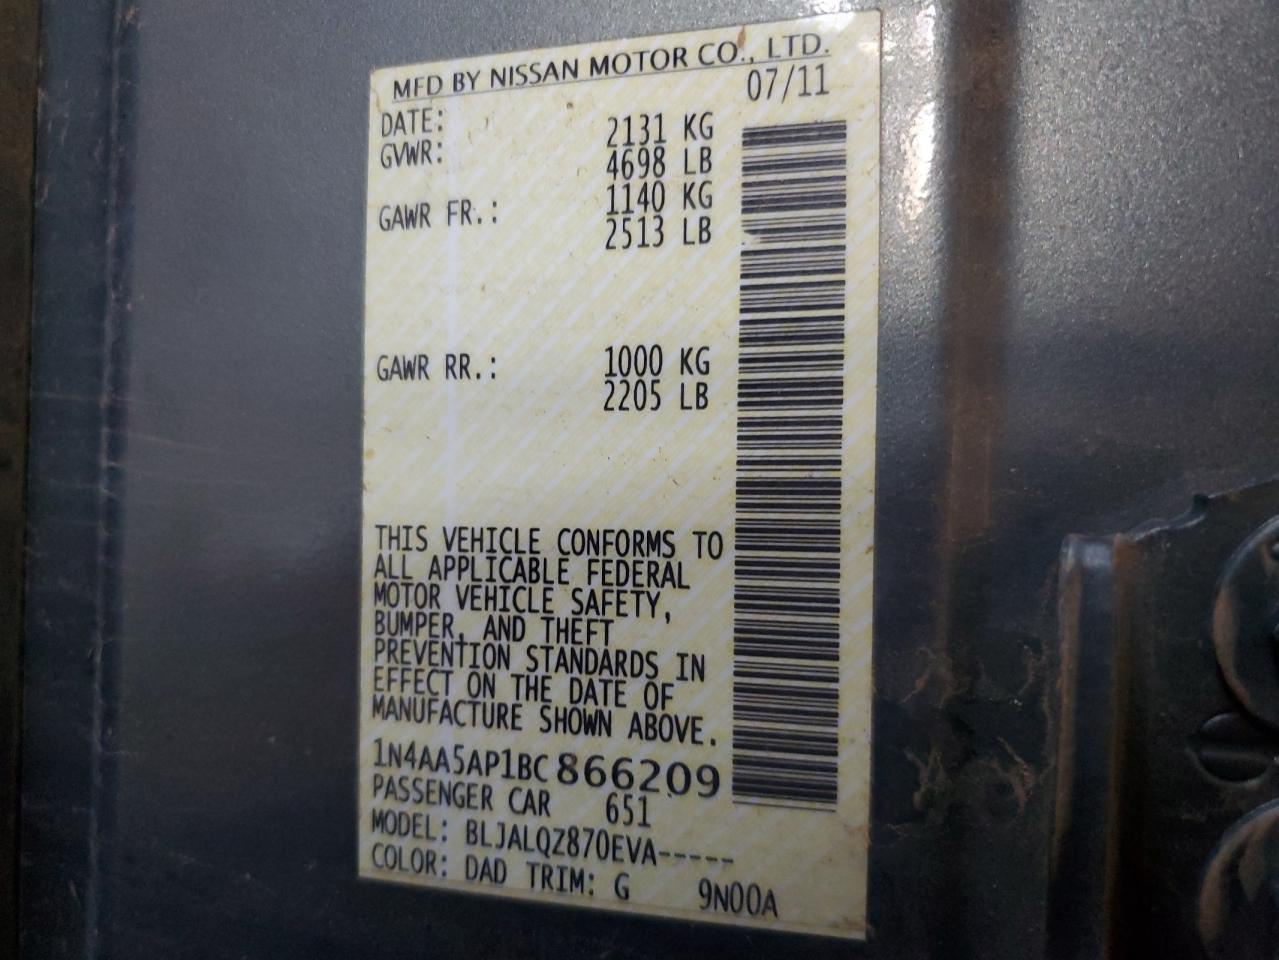 MFD BY NISSAN MOTOR CO., LTD.
DATE: 07/11
GVWR: 2131 KG
4698 LB
GAWR FR.: 1140 KG
2513 LB
GAWR RR.: 1000 KG
2205 LB
THIS VEHICLE CONFORMS TO
ALL APPLICABLE FEDERAL
MOTOR VEHICLE SAFETY,
BUMPER, AND THEFT
PREVENTION STANDARDS IN
EFFECT ON THE DATE OF
MANUFACTURE SHOWN ABOVE.
1N4AA5AP1BC866209
PASSENGER CAR 651
MODEL: BLJALQZ870EVA-----
COLOR: DAD TRIM: G 9N00A